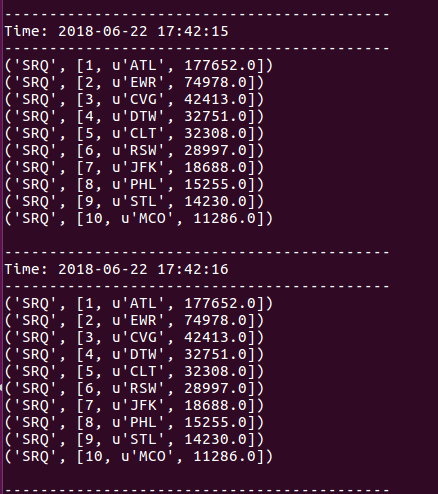 -------------------------------------------
Time: 2018-06-22 17:42:15
-------------------------------------------
('SRQ', [1, u'ATL', 177652.0])
('SRQ', [2, u'EWR', 74978.0])
('SRQ', [3, u'CVG', 42413.0])
('SRQ', [4, u'DTW', 32751.0])
('SRQ', [5, u'CLT', 32308.0])
('SRQ', [6, u'RSW', 28997.0])
('SRQ', [7, u'JFK', 18688.0])
('SRQ', [8, u'PHL', 15255.0])
('SRQ', [9, u'STL', 14230.0])
('SRQ', [10, u'MCO', 11286.0])

-------------------------------------------
Time: 2018-06-22 17:42:16
-------------------------------------------
('SRQ', [1, u'ATL', 177652.0])
('SRQ', [2, u'EWR', 74978.0])
('SRQ', [3, u'CVG', 42413.0])
('SRQ', [4, u'DTW', 32751.0])
('SRQ', [5, u'CLT', 32308.0])
('SRQ', [6, u'RSW', 28997.0])
('SRQ', [7, u'JFK', 18688.0])
('SRQ', [8, u'PHL', 15255.0])
('SRQ', [9, u'STL', 14230.0])
('SRQ', [10, u'MCO', 11286.0])

-------------------------------------------